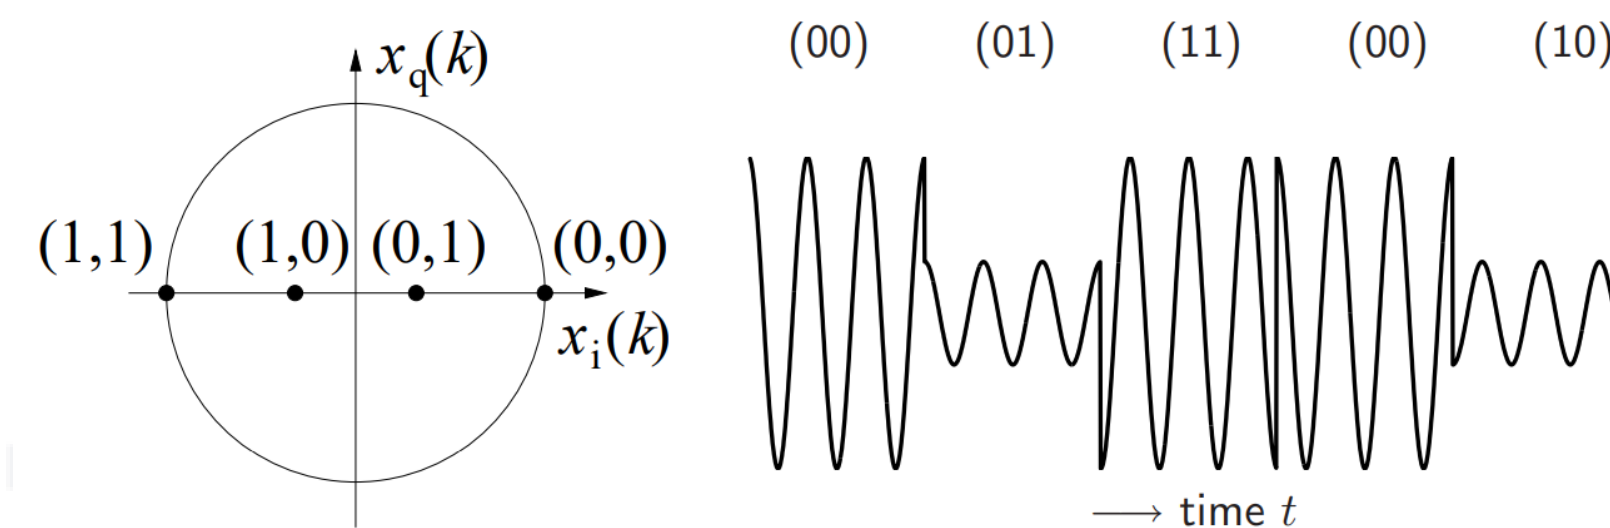 x_q(k)
(1,1) (1,0) (0,1) (0,0)
x_i(k)
(00) (01) (11) (00) (10)
⟶ time t